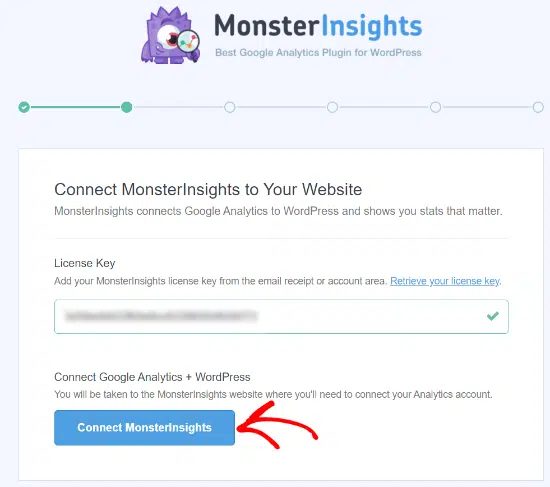 MonsterInsights
Best Google Analytics Plugin for WordPress
Connect MonsterInsights to Your Website
MonsterInsights connects Google Analytics to WordPress and shows you stats that matter.
License Key
Add your MonsterInsights license key from the email receipt or account area. Retrieve your license key.
Connect Google Analytics + WordPress
You will be taken to the MonsterInsights website where you'll need to connect your Analytics account.
Connect MonsterInsights